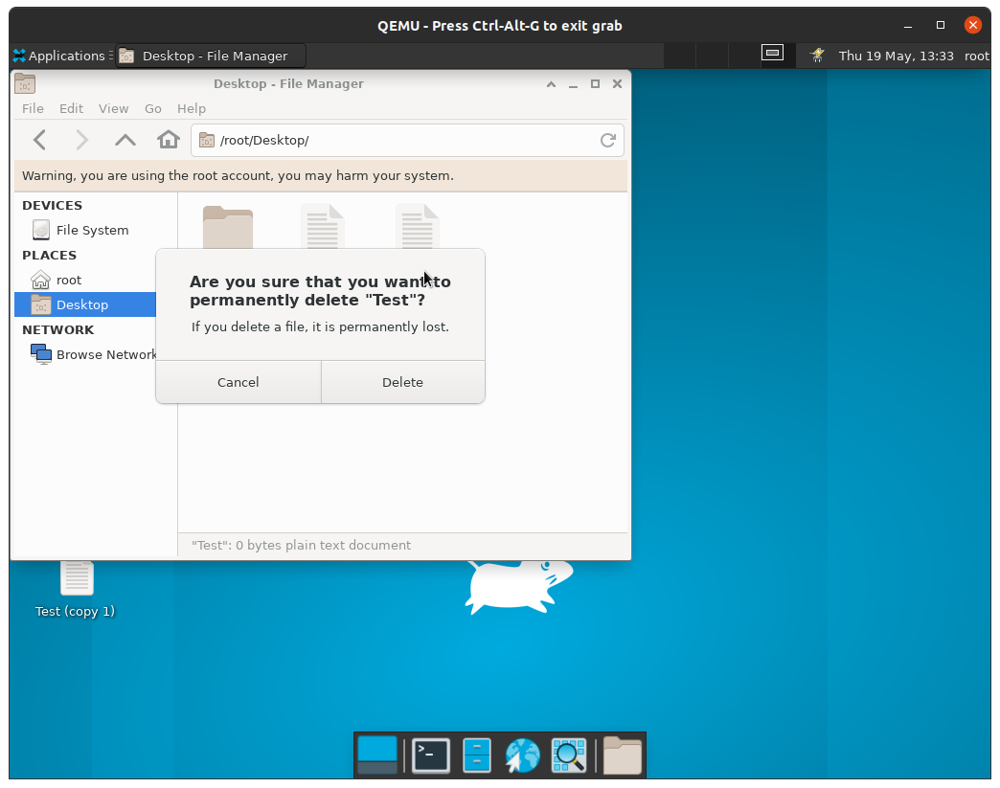 QEMU - Press Ctrl-Alt-G to exit grab
Applications
Desktop - File Manager
Thu 19 May, 13:33
root
Desktop - File Manager
File Edit View Go Help
/root/Desktop/
Warning, you are using the root account, you may harm your system.
DEVICES
File System
PLACES
root
Desktop
NETWORK
Browse Network
Are you sure that you want to
permanently delete "Test"?
If you delete a file, it is permanently lost.
Cancel
Delete
"Test": 0 bytes plain text document
Test (copy 1)
>_